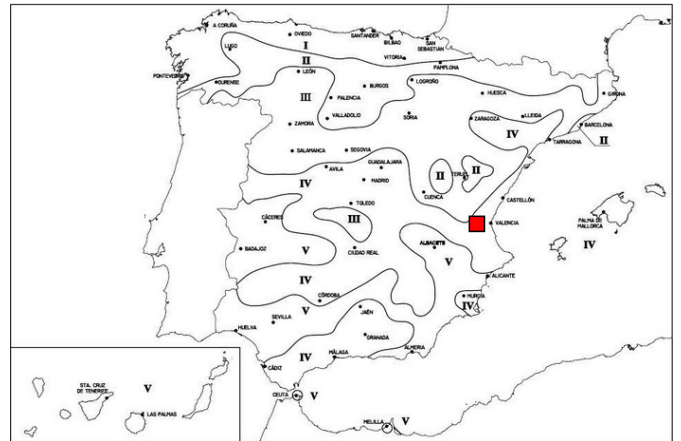 A CORUÑA
OVIEDO
SANTANDER
BILBAO
SAN
SEBASTIAN
LUGO
I
VITORIA
II
PAMPLONA
PONTEVEDRA
OURENSE
LEÓN
BURGOS
LOGROÑO
HUESCA
GIRONA
III
PALENCIA
VALLADOLID
ZAMORA
SORIA
ZARAGOZA
LLEIDA
IV
BARCELONA
TARRAGONA
II
SALAMANCA
SEGOVIA
GUADALAJARA
AVILA
MADRID
IV
II
TERUEL
II
CUENCA
TOLEDO
CASTELLÓN
CÁCERES
III
VALENCIA
PALMA DE
MALLORCA
IV
BADAJOZ
V
CIUDAD REAL
ALBACETE
V
IV
ALICANTE
CÓRDOBA
MURCIA
IV
V
SEVILLA
JAÉN
HUELVA
GRANADA
IV
ALMERIA
MÁLAGA
CÁDIZ
CEUTA
V
MELILLA
V
STA. CRUZ
DE TENERIFE
V
LAS PALMAS